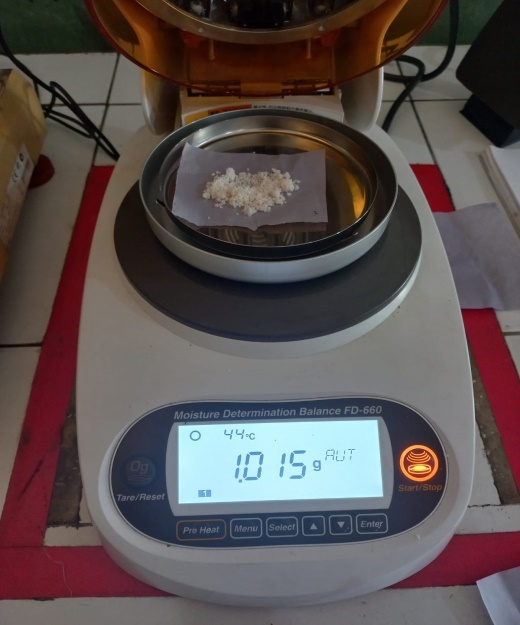 Moisture Determination Balance FD-660
44°C
1.015 g AUT
1
0g
Tare/Reset
Start/Stop
Pre Heat Menu Select ▲ ▼ Enter